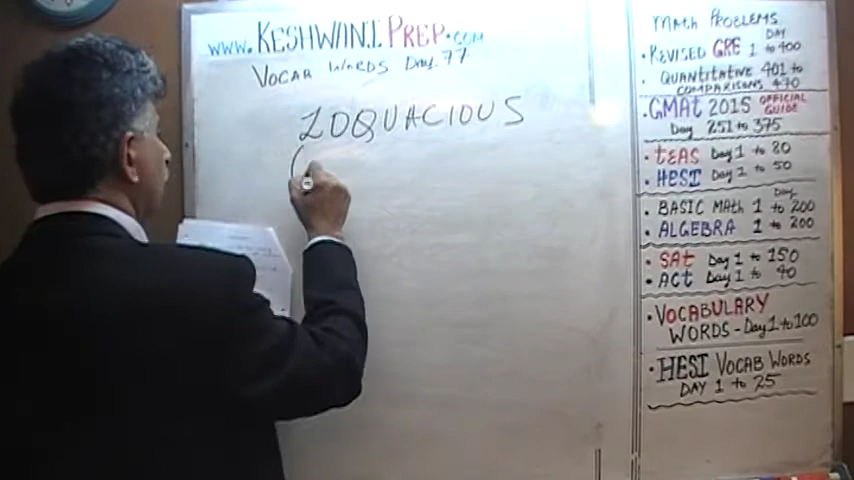 www. KESHWANI PREP.com
VOCAB WORDS Day. 77
LOQUACIOUS
(
MATH PROBLEMS
DAY
• REVISED GRE 1 to 400
• QUANTITATIVE 401 to
COMPARISONS 470
• GMAT 2015 OFFICIAL GUIDE
Day 251 to 375
• TEAS Day 1 to 80
• HESI Day 1 to 50
Day
• BASIC MATH 1 to 200
• ALGEBRA 1 to 200
• SAT Day 1 to 150
• ACT Day 1 to 90
• VOCABULARY
WORDS - Day 1 to 100
• HESI VOCAB WORDS
DAY 1 to 25